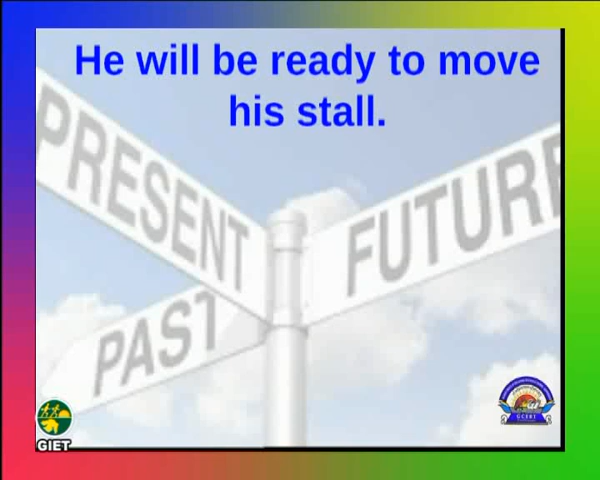 He will be ready to move
his stall.
PRESENT
FUTURE
PAST
GIET
GCERT